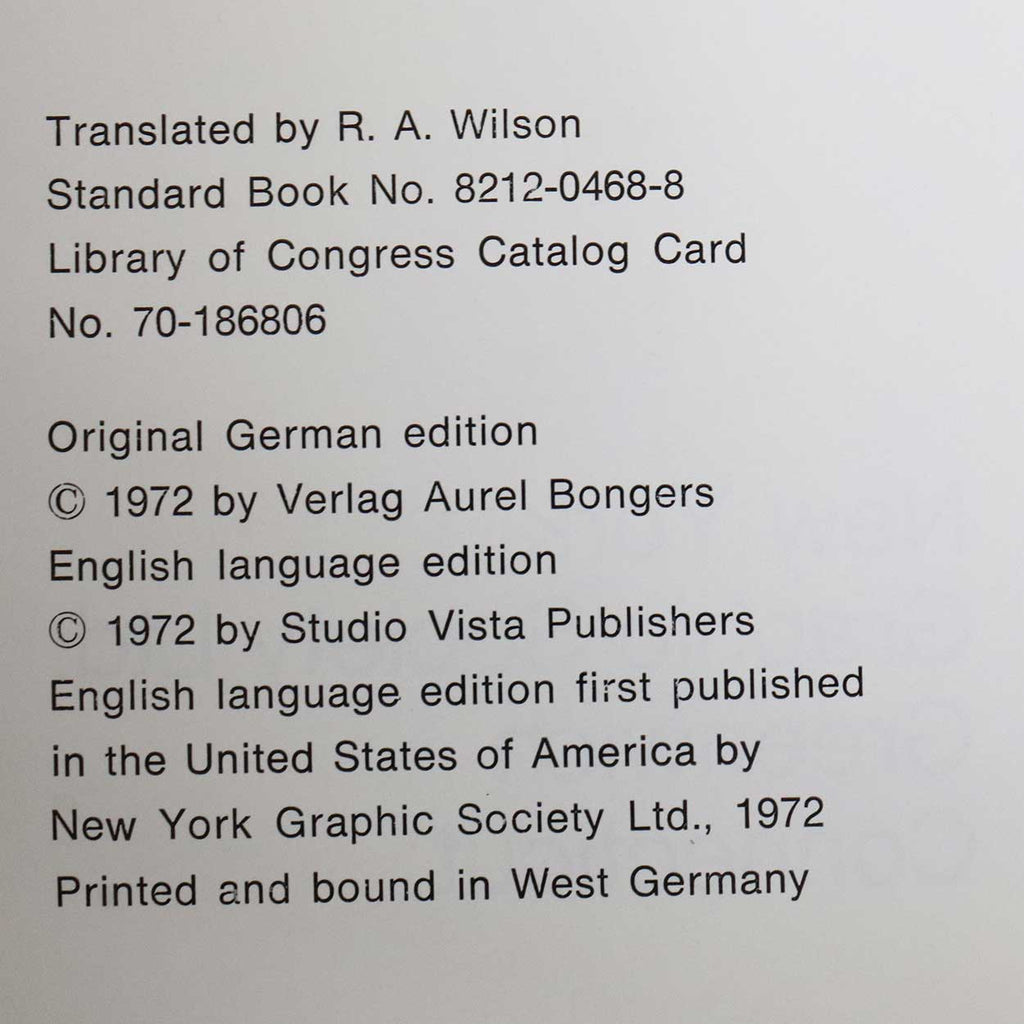 Translated by R. A. Wilson
Standard Book No. 8212-0468-8
Library of Congress Catalog Card
No. 70-186806
Original German edition
© 1972 by Verlag Aurel Bongers
English language edition
© 1972 by Studio Vista Publishers
English language edition first published
in the United States of America by
New York Graphic Society Ltd., 1972
Printed and bound in West Germany